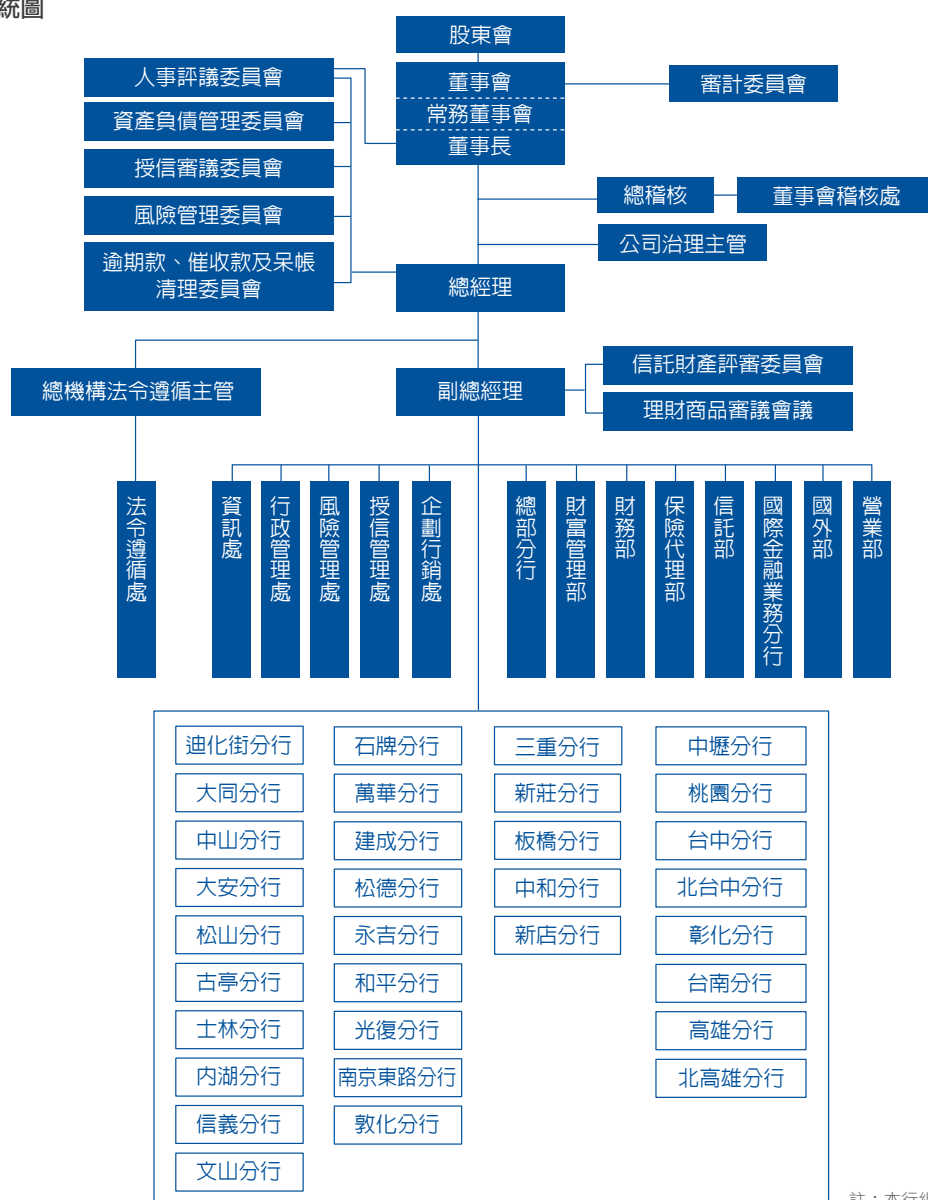 統圖
股東會
董事會
常務董事會
董事長
審計委員會
人事評議委員會
資產負債管理委員會
授信審議委員會
風險管理委員會
逾期款、催收款及呆帳
清理委員會
總稽核
董事會稽核處
公司治理主管
總經理
總機構法令遵循主管
副總經理
信託財產評審委員會
理財商品審議會議
法令遵循處
資訊處
行政管理處
風險管理處
授信管理處
企劃行銷處
總部分行
財富管理部
財務部
保險代理部
信託部
國際金融業務分行
國外部
營業部
迪化街分行
大同分行
中山分行
大安分行
松山分行
古亭分行
士林分行
內湖分行
信義分行
文山分行
石牌分行
萬華分行
建成分行
松德分行
永吉分行
和平分行
光復分行
南京東路分行
敦化分行
三重分行
新莊分行
板橋分行
中和分行
新店分行
中壢分行
桃園分行
台中分行
北台中分行
彰化分行
台南分行
高雄分行
北高雄分行
註：本行